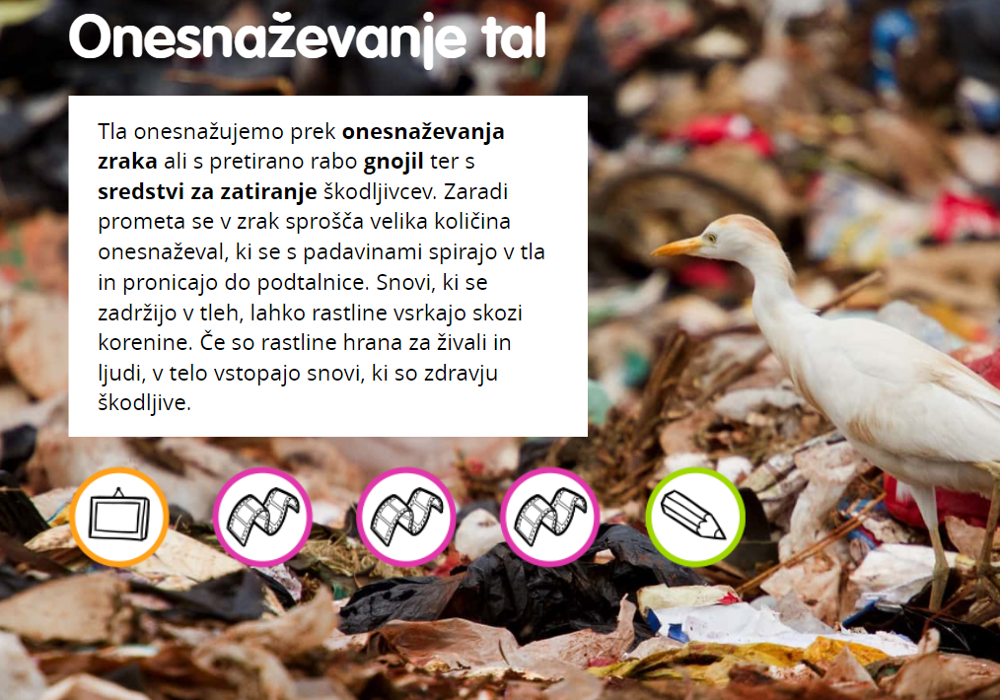 Onesnaževanje tal
Tla onesnažujemo prek onesnaževanja
zraka ali s pretirano rabo gnojil ter s
sredstvi za zatiranje škodljivcev. Zaradi
prometa se v zrak sprošča velika količina
onesnaževal, ki se s padavinami spirajo v tla
in pronicajo do podtalnice. Snovi, ki se
zadržijo v tleh, lahko rastline vsrkajo skozi
korenine. Če so rastline hrana za živali in
ljudi, v telo vstopajo snovi, ki so zdravju
škodljive.